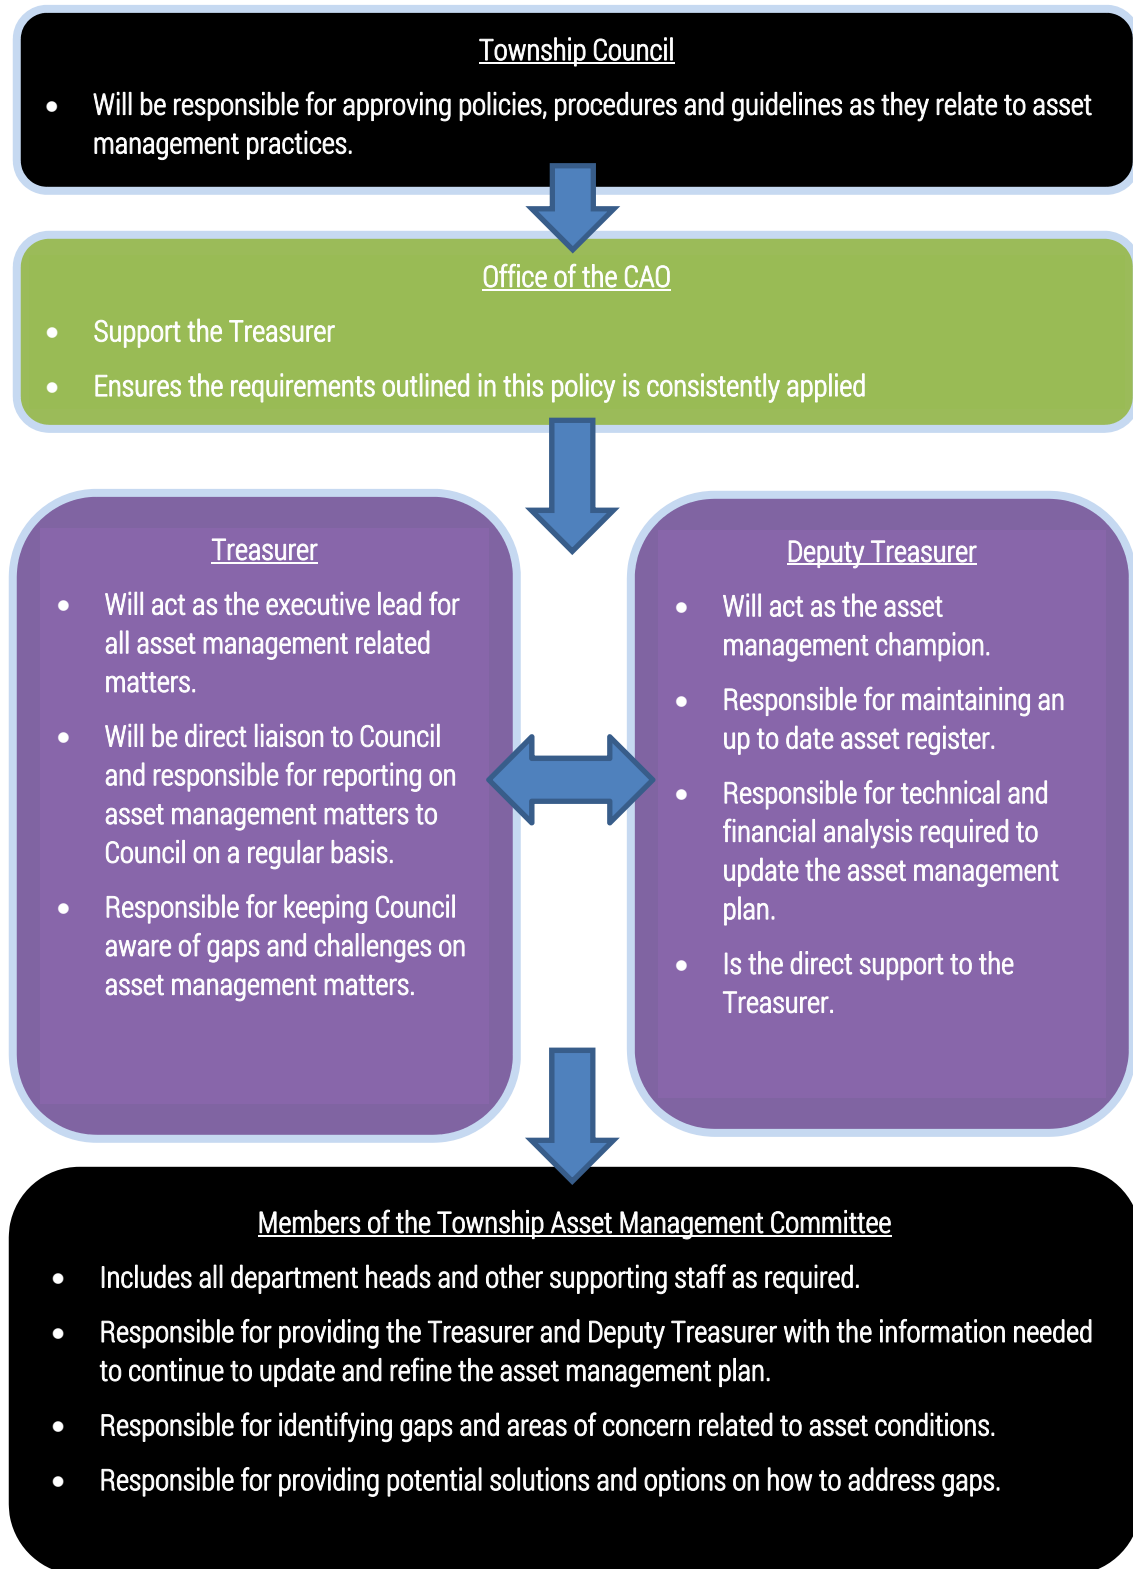 Township Council
• Will be responsible for approving policies, procedures and guidelines as they relate to asset
management practices.
Office of the CAO
• Support the Treasurer
• Ensures the requirements outlined in this policy is consistently applied
Treasurer
• Will act as the executive lead for
all asset management related
matters.
• Will be direct liaison to Council
and responsible for reporting on
asset management matters to
Council on a regular basis.
• Responsible for keeping Council
aware of gaps and challenges on
asset management matters.
Deputy Treasurer
• Will act as the asset
management champion.
• Responsible for maintaining an
up to date asset register.
• Responsible for technical and
financial analysis required to
update the asset management
plan.
• Is the direct support to the
Treasurer.
Members of the Township Asset Management Committee
• Includes all department heads and other supporting staff as required.
• Responsible for providing the Treasurer and Deputy Treasurer with the information needed
to continue to update and refine the asset management plan.
• Responsible for identifying gaps and areas of concern related to asset conditions.
• Responsible for providing potential solutions and options on how to address gaps.